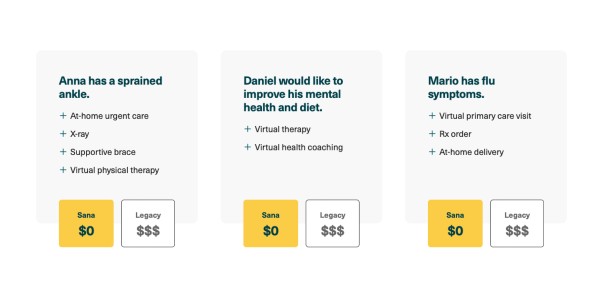 Anna has a sprained
ankle.
+ At-home urgent care
+ X-ray
+ Supportive brace
+ Virtual physical therapy
Sana
$0
Legacy
$$$
Daniel would like to
improve his mental
health and diet.
+ Virtual therapy
+ Virtual health coaching
Sana
$0
Legacy
$$$
Mario has flu
symptoms.
+ Virtual primary care visit
+ Rx order
+ At-home delivery
Sana
$0
Legacy
$$$